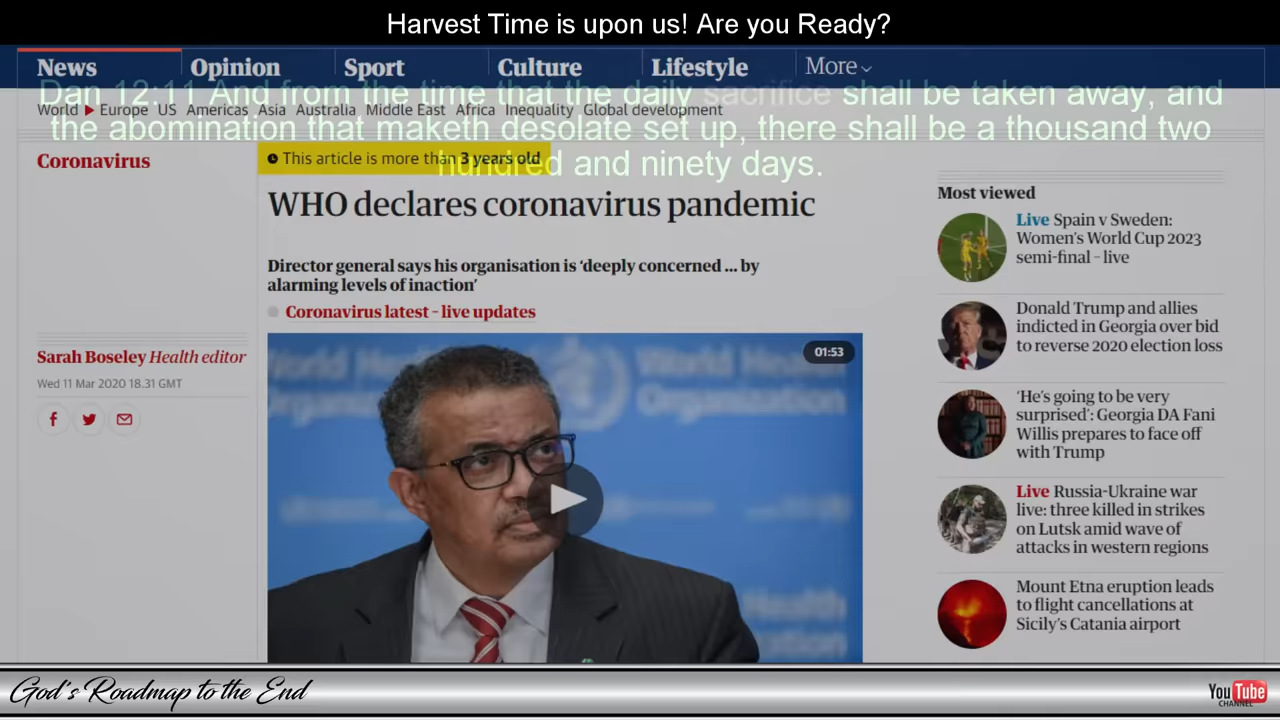 Harvest Time is upon us! Are you Ready?
News Opinion Sport Culture Lifestyle More
Dan 12:11 And from the time that the daily sacrifice shall be taken away, and
the abomination that maketh desolate set up, there shall be a thousand two
hundred and ninety days.
World Europe US Americas Asia Australia Middle East Africa Inequality Global development
Coronavirus
This article is more than 3 years old
WHO declares coronavirus pandemic
Director general says his organisation is ‘deeply concerned ... by
alarming levels of inaction’
Coronavirus latest – live updates
Sarah Boseley Health editor
Wed 11 Mar 2020 18.31 GMT
01:53
World Health
Organization
Most viewed
Live Spain v Sweden:
Women’s World Cup 2023
semi-final – live
Donald Trump and allies
indicted in Georgia over bid
to reverse 2020 election loss
‘He’s going to be very
surprised’: Georgia DA Fani
Willis prepares to face off
with Trump
Live Russia-Ukraine war
live: three killed in strikes
on Lutsk amid wave of
attacks in western regions
Mount Etna eruption leads
to flight cancellations at
Sicily’s Catania airport
God's Roadmap to the End
YouTube
CHANNEL